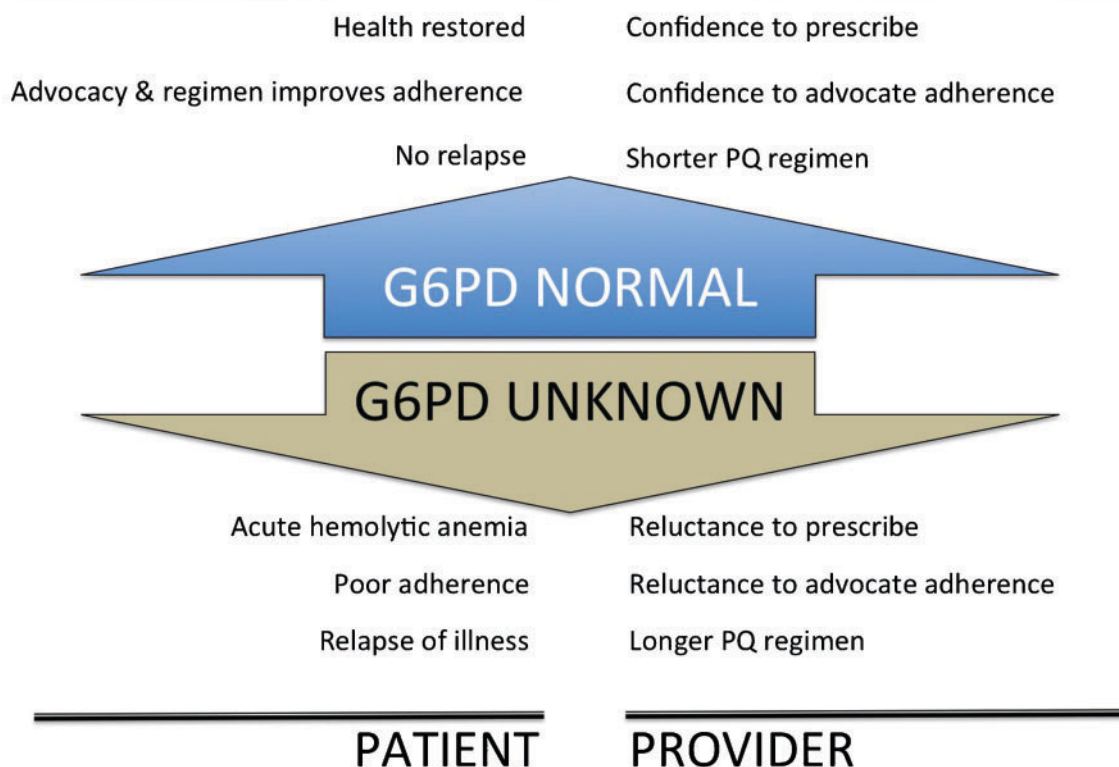 Health restored Confidence to prescribe
Advocacy & regimen improves adherence Confidence to advocate adherence
No relapse Shorter PQ regimen
G6PD NORMAL
G6PD UNKNOWN
Acute hemolytic anemia Reluctance to prescribe
Poor adherence Reluctance to advocate adherence
Relapse of illness Longer PQ regimen
PATIENT PROVIDER